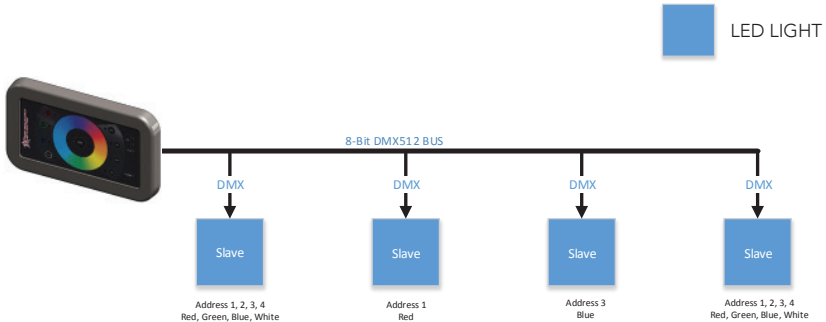 LED LIGHT
8-Bit DMX512 BUS
DMX
DMX
DMX
DMX
Slave
Slave
Slave
Slave
Address 1, 2, 3, 4
Red, Green, Blue, White
Address 1
Red
Address 3
Blue
Address 1, 2, 3, 4
Red, Green, Blue, White